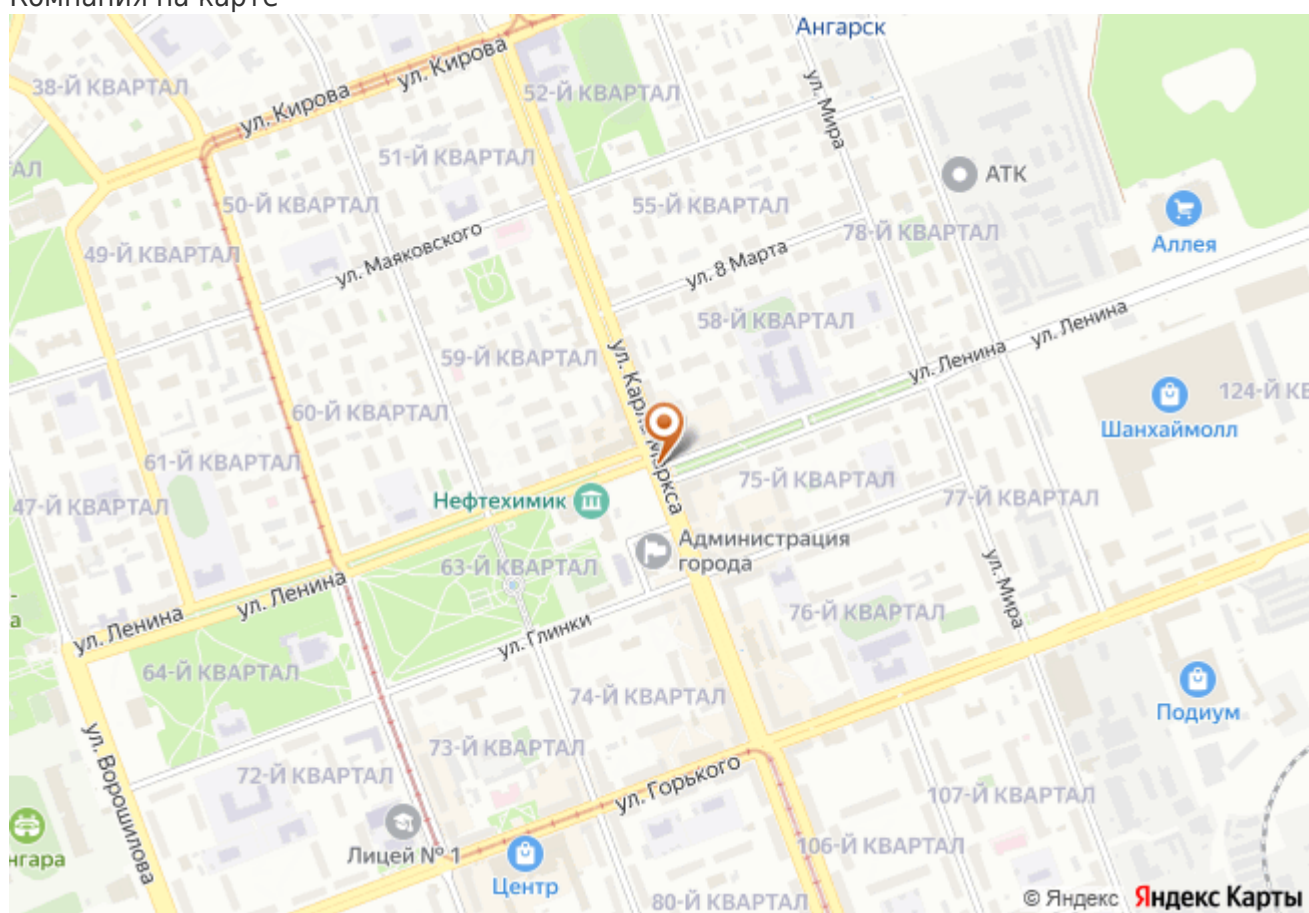 Компания на карте
Ангарск
ул. Кирова
ул. Кирова
38-Й КВАРТАЛ
52-Й КВАРТАЛ
ул. Мира
51-Й КВАРТАЛ
АЛ
АТК
50-Й КВАРТАЛ
55-Й КВАРТАЛ
78-Й КВАРТАЛ
Аллея
49-Й КВАРТАЛ
ул. Маяковского
ул. 8 Марта
58-Й КВАРТАЛ
ул. Ленина
ул. Ленина
59-Й КВАРТАЛ
ул. Карла Маркса
124-Й КВ
60-Й КВАРТАЛ
Шанхаймолл
61-Й КВАРТАЛ
75-Й КВАРТАЛ
77-Й КВАРТАЛ
47-Й КВАРТАЛ
Нефтехимик
Администрация
города
63-Й КВАРТАЛ
ул. Мира
ул. Ленина
ул. Ленина
а
76-Й КВАРТАЛ
ул. Глинки
64-Й КВАРТАЛ
74-Й КВАРТАЛ
Подиум
73-Й КВАРТАЛ
72-Й КВАРТАЛ
ул. Ворошилова
ул. Горького
107-Й КВАРТАЛ
нгара
Лицей № 1
106-Й КВАРТАЛ
Центр
80-Й КВАРТАЛ
© Яндекс Яндекс Карты